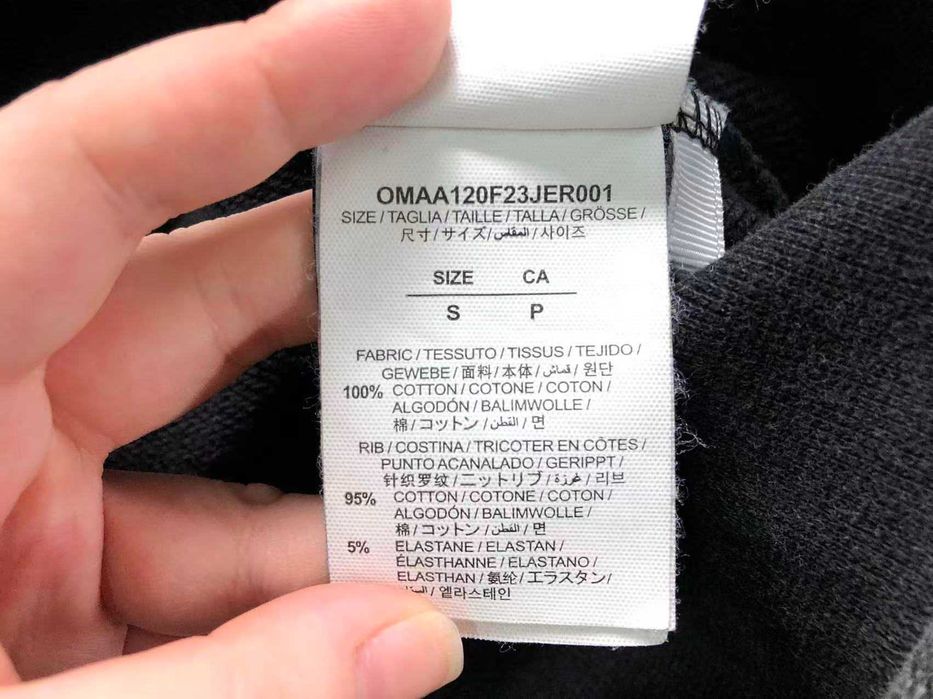 OMAA120F23JER001
SIZE / TAGLIA / TAILLE / TALLA / GRÖSSE /
尺寸 / サイズ / المقاس / 사이즈
SIZE CA
S P
FABRIC / TESSUTO / TISSUS / TEJIDO /
GEWEBE / 面料 / 本体 / قماش / 원단
100% COTTON / COTONE / COTON /
ALGODÓN / BALIMWOLLE /
棉 / コットン / القطن / 면
RIB / COSTINA / TRICOTER EN CÔTES /
PUNTO ACANALADO / GERIPPT /
针织罗纹 / ニットリブ / غرزة / 리브
95% COTTON / COTONE / COTON /
ALGODÓN / BALIMWOLLE /
棉 / コットン / القطن / 면
5% ELASTANE / ELASTAN /
ÉLASTHANNE / ELASTANO /
ELASTHAN / 氨纶 / エラスタン /
/ 엘라스테인